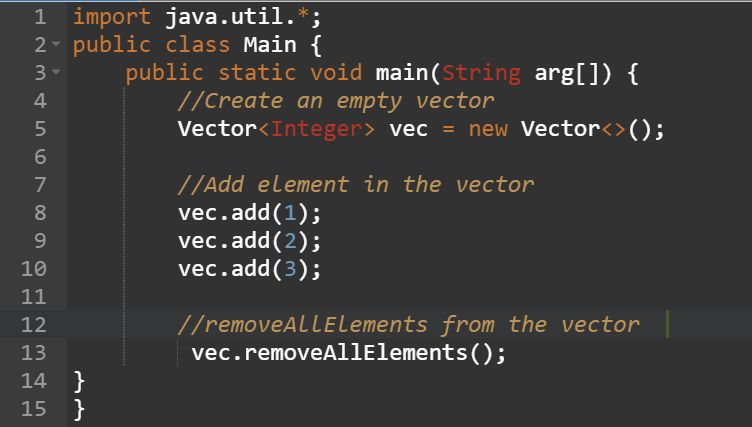 1 import java.util.*;
2 public class Main {
3     public static void main(String arg[]) {
4         //Create an empty vector
5         Vector<Integer> vec = new Vector<>();
6
7         //Add element in the vector
8         vec.add(1);
9         vec.add(2);
10         vec.add(3);
11
12         //removeAllElements from the vector
13          vec.removeAllElements();
14 }
15 }